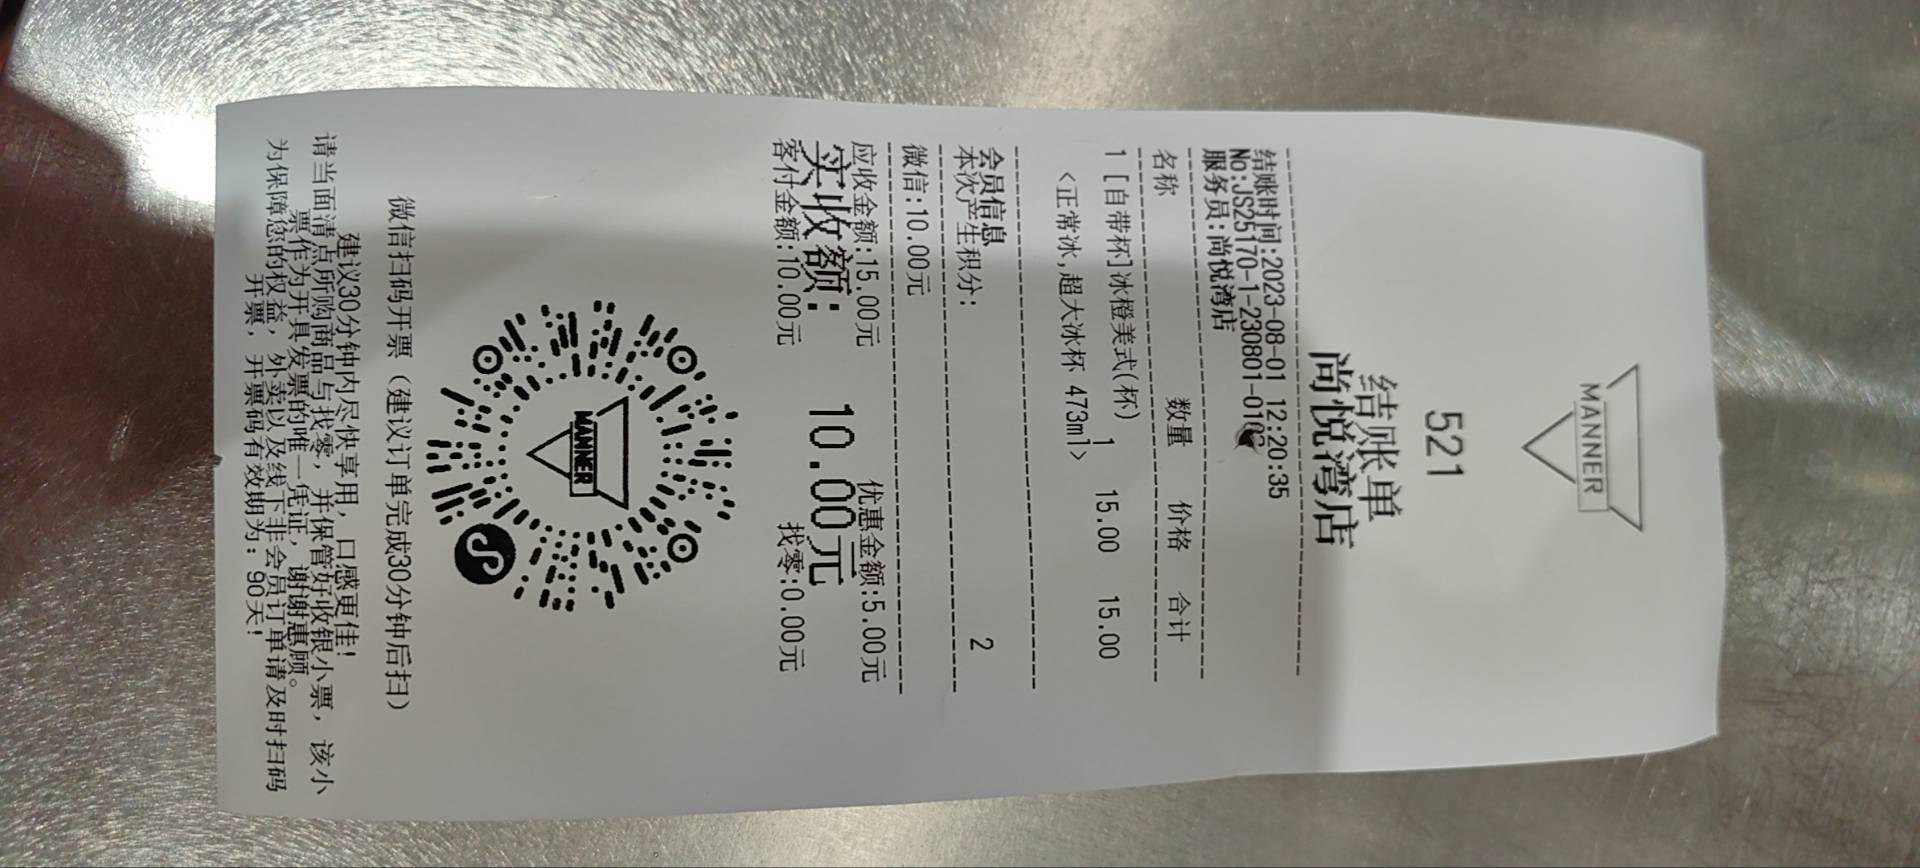 MANNER
521
结账单
尚悦湾店
结账时间:2023-08-01 12:20:35
No:JS25170-1-230801-01
服务员:尚悦湾店
名称 数量 价格 合计
1 [自带杯]冰橙美式(杯)
1 15.00 15.00
<正常冰,超大冰杯 473ml>
会员信息
本次产生积分: 2
微信:10.00元
应收金额:15.00元 优惠金额:5.00元
实收额: 10.00元
客付金额:10.00元 找零:0.00元
MANNER
微信扫码开票 (建议订单完成30分钟后扫)
建议30分钟内尽快享用，口感更佳!
请当面清点所购商品与找零，并保管好收银小票，该小
票作为开具发票的唯一凭证，谢谢惠顾。
为保障您的权益，外卖以及线下非会员订单请及时扫码
开票，开票码有效期为：90天!